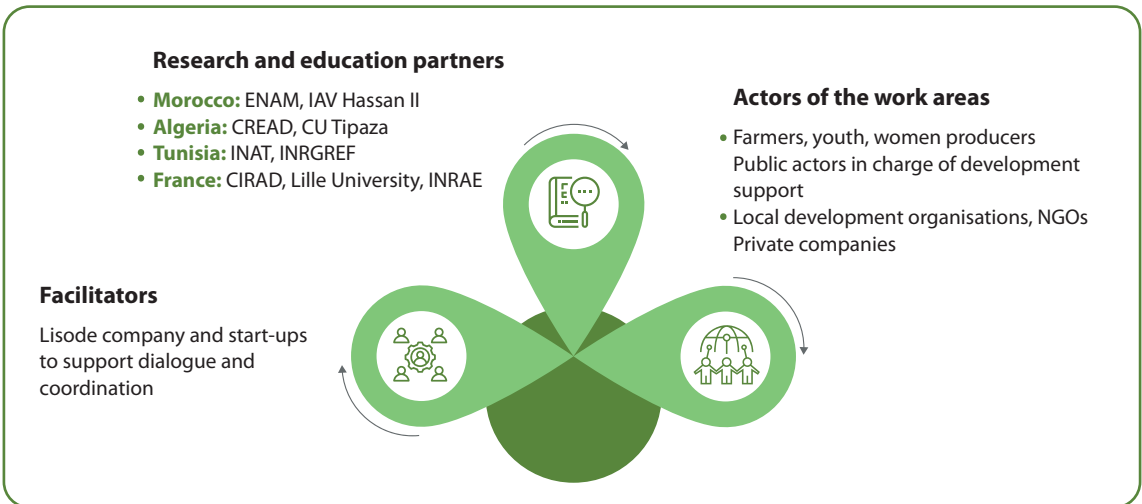 Research and education partners
• Morocco: ENAM, IAV Hassan II
• Algeria: CREAD, CU Tipaza
• Tunisia: INAT, INRGREF
• France: CIRAD, Lille University, INRAE
Actors of the work areas
• Farmers, youth, women producers
Public actors in charge of development
support
• Local development organisations, NGOs
Private companies
Facilitators
Lisode company and start-ups
to support dialogue and
coordination